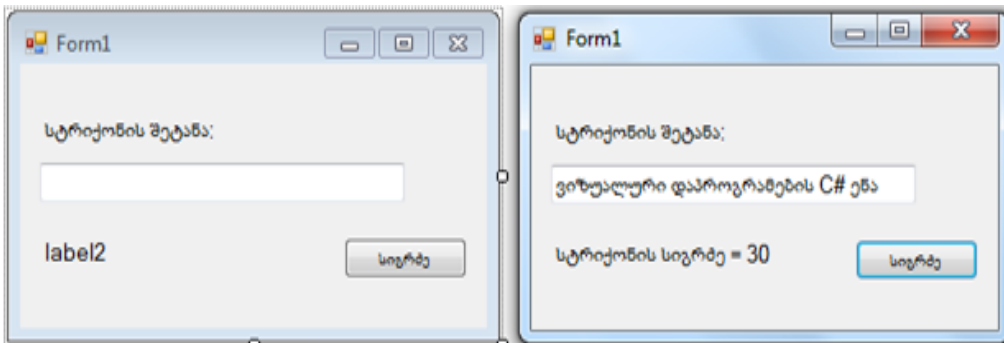 Form1
სტრიქონის შეტანა:
label2
სიგრძე
Form1
სტრიქონის შეტანა:
ვიზუალური დაპროგრამების C# ენა
სტრიქონის სიგრძე = 30
სიგრძე